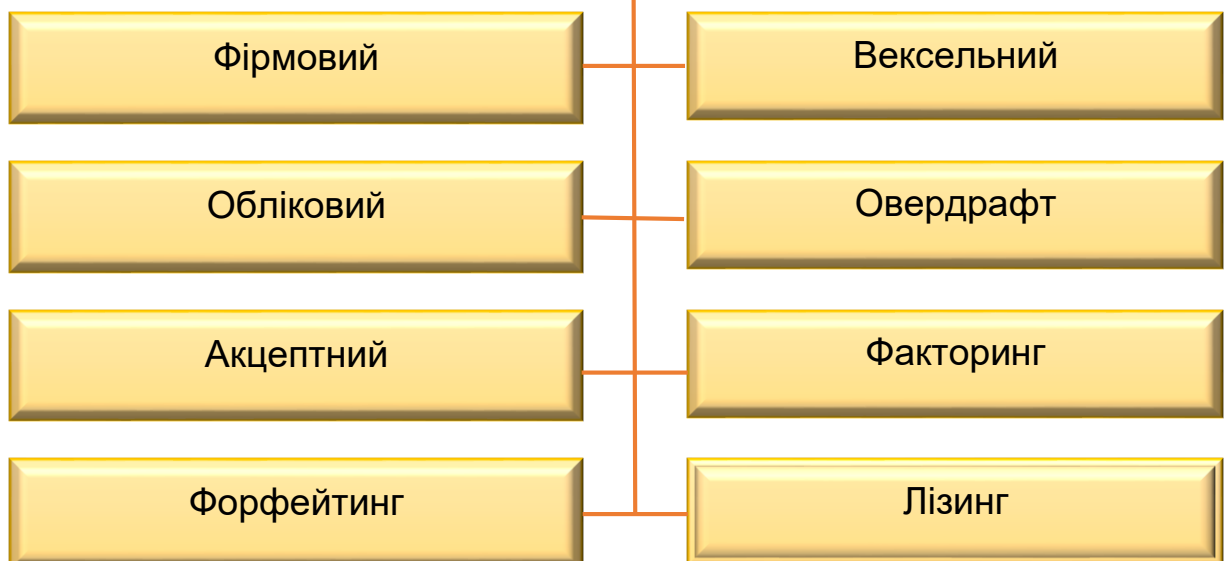 Фірмовий
Вексельний
Обліковий
Овердрафт
Акцептний
Факторинг
Форфейтинг
Лізинг